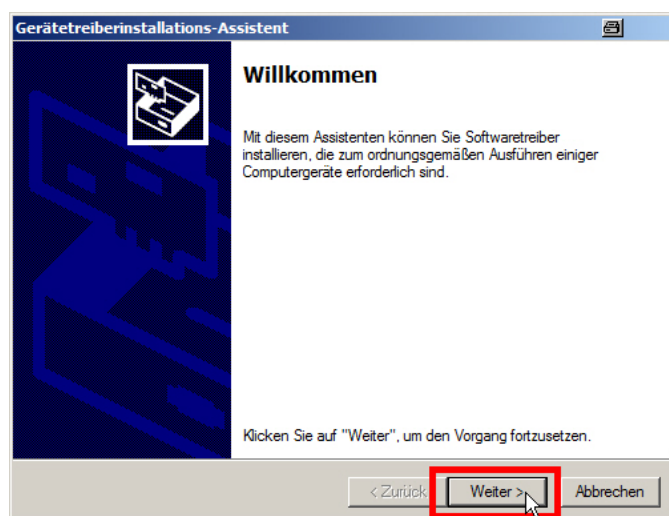 Gerätetreiberinstallations-Assistent
Willkommen
Mit diesem Assistenten können Sie Softwaretreiber
installieren, die zum ordnungsgemäßen Ausführen einiger
Computergeräte erforderlich sind.
Klicken Sie auf "Weiter", um den Vorgang fortzusetzen.
< Zurück Weiter > Abbrechen